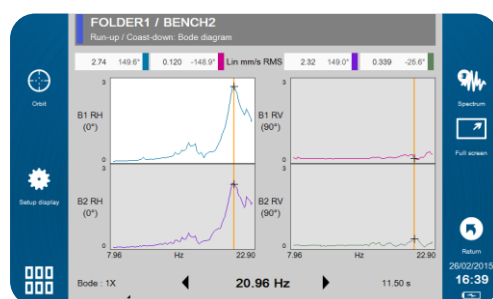 FOLDER1 / BENCH2
Run-up / Coast-down: Bode diagram
2.74 149.6° 0.120 -148.9° Lin mm/s RMS 2.32 149.0° 0.339 -25.6°
Orbit
Setup display
3
B1 RH
(0°)
0
3
B1 RV
(90°)
0
3
B2 RH
(0°)
0
3
B2 RV
(90°)
0
7.96 Hz 22.90
7.96 Hz 22.90
Bode : 1X
20.96 Hz
11.50 s
Spectrum
Full screen
Return
26/02/2015
16:39